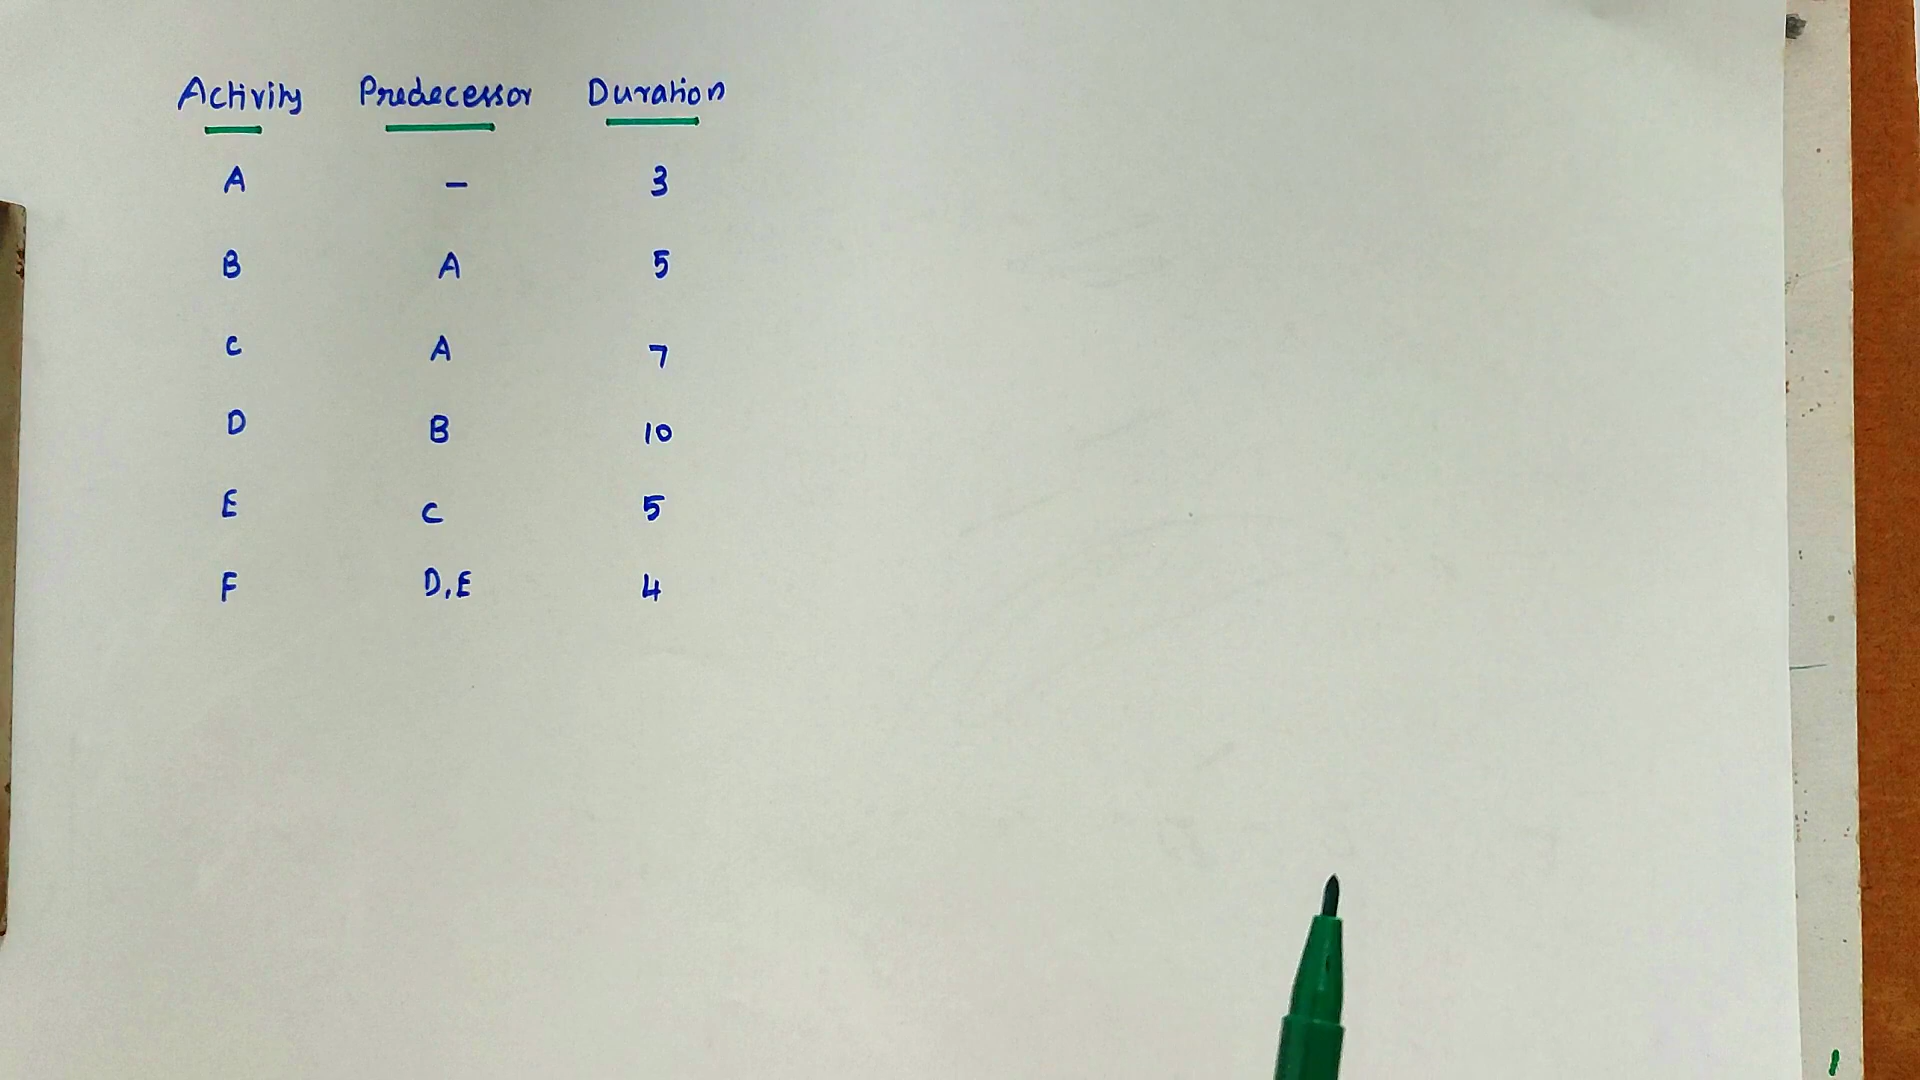 Activity Predecessor Duration
A - 3
B A 5
C A 7
D B 10
E C 5
F D,E 4